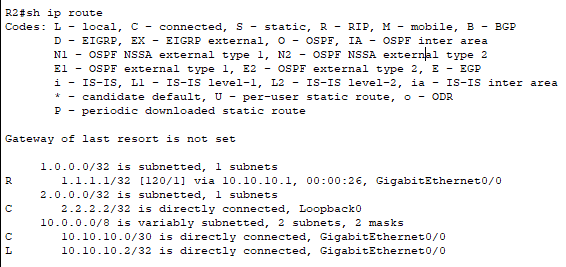 R2#sh ip route
Codes: L - local, C - connected, S - static, R - RIP, M - mobile, B - BGP
       D - EIGRP, EX - EIGRP external, O - OSPF, IA - OSPF inter area
       N1 - OSPF NSSA external type 1, N2 - OSPF NSSA external type 2
       E1 - OSPF external type 1, E2 - OSPF external type 2, E - EGP
       i - IS-IS, L1 - IS-IS level-1, L2 - IS-IS level-2, ia - IS-IS inter area
       * - candidate default, U - per-user static route, o - ODR
       P - periodic downloaded static route
Gateway of last resort is not set
     1.0.0.0/32 is subnetted, 1 subnets
R       1.1.1.1/32 [120/1] via 10.10.10.1, 00:00:26, GigabitEthernet0/0
     2.0.0.0/32 is subnetted, 1 subnets
C       2.2.2.2/32 is directly connected, Loopback0
     10.0.0.0/8 is variably subnetted, 2 subnets, 2 masks
C       10.10.10.0/30 is directly connected, GigabitEthernet0/0
L       10.10.10.2/32 is directly connected, GigabitEthernet0/0